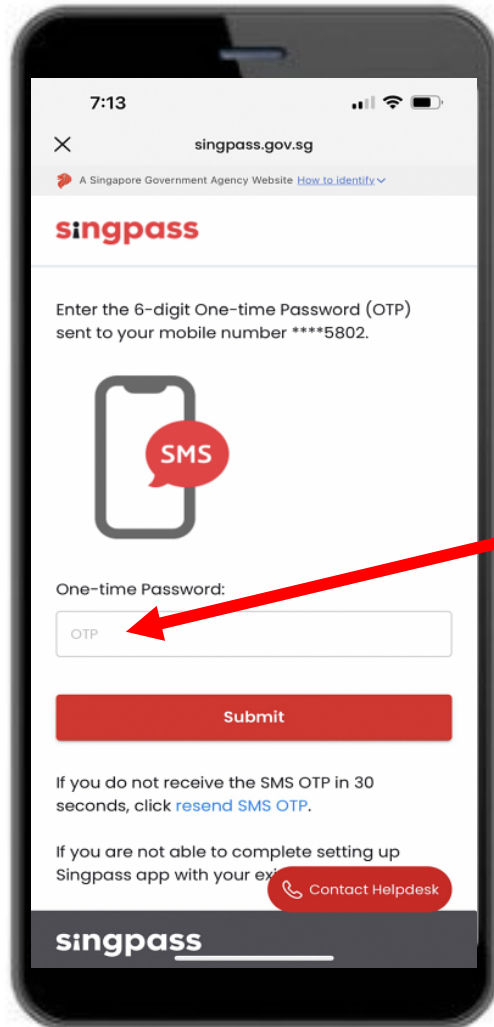 7:13
singpass.gov.sg
A Singapore Government Agency Website How to identify
singpass
Enter the 6-digit One-time Password (OTP)
sent to your mobile number ****5802.
SMS
One-time Password:
OTP
Submit
If you do not receive the SMS OTP in 30
seconds, click resend SMS OTP.
If you are not able to complete setting up
Singpass app with your
Contact Helpdesk
singpass